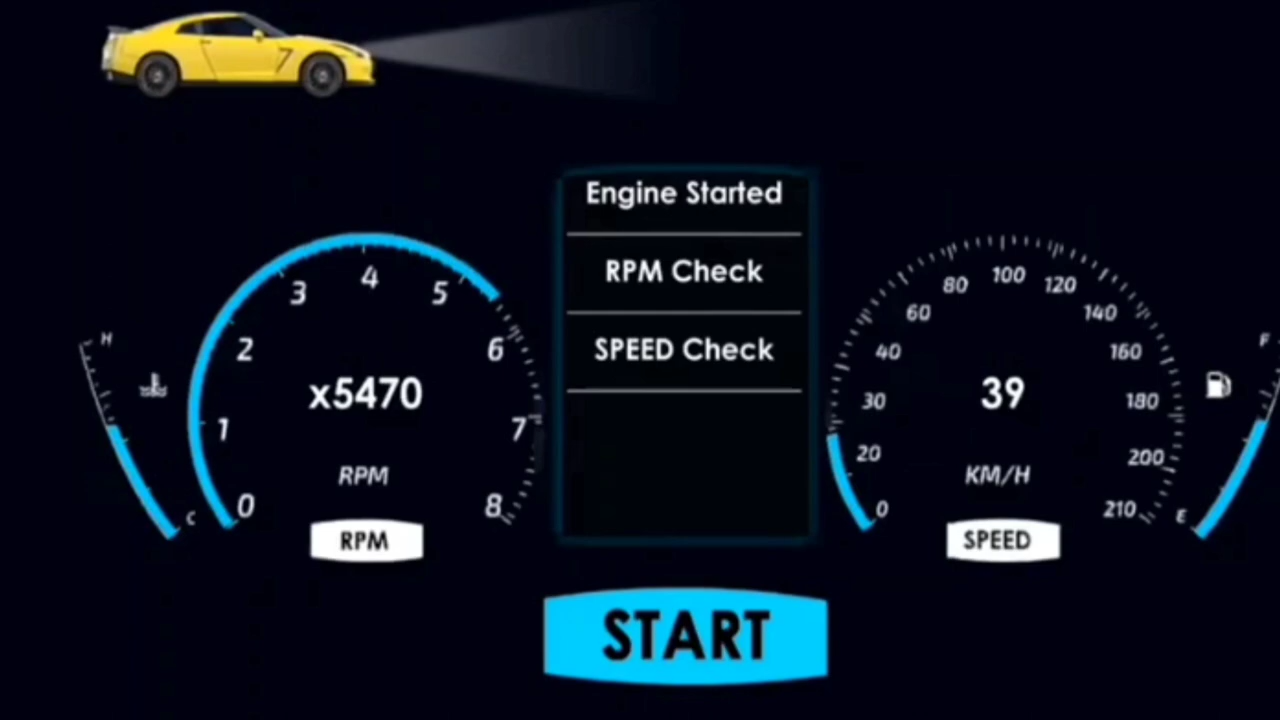 Engine Started
RPM Check
SPEED Check
H
C
0
1
2
3
4
5
6
7
8
x5470
RPM
RPM
0
20
30
40
60
80
100
120
140
160
180
200
210
39
KM/H
SPEED
F
E
START